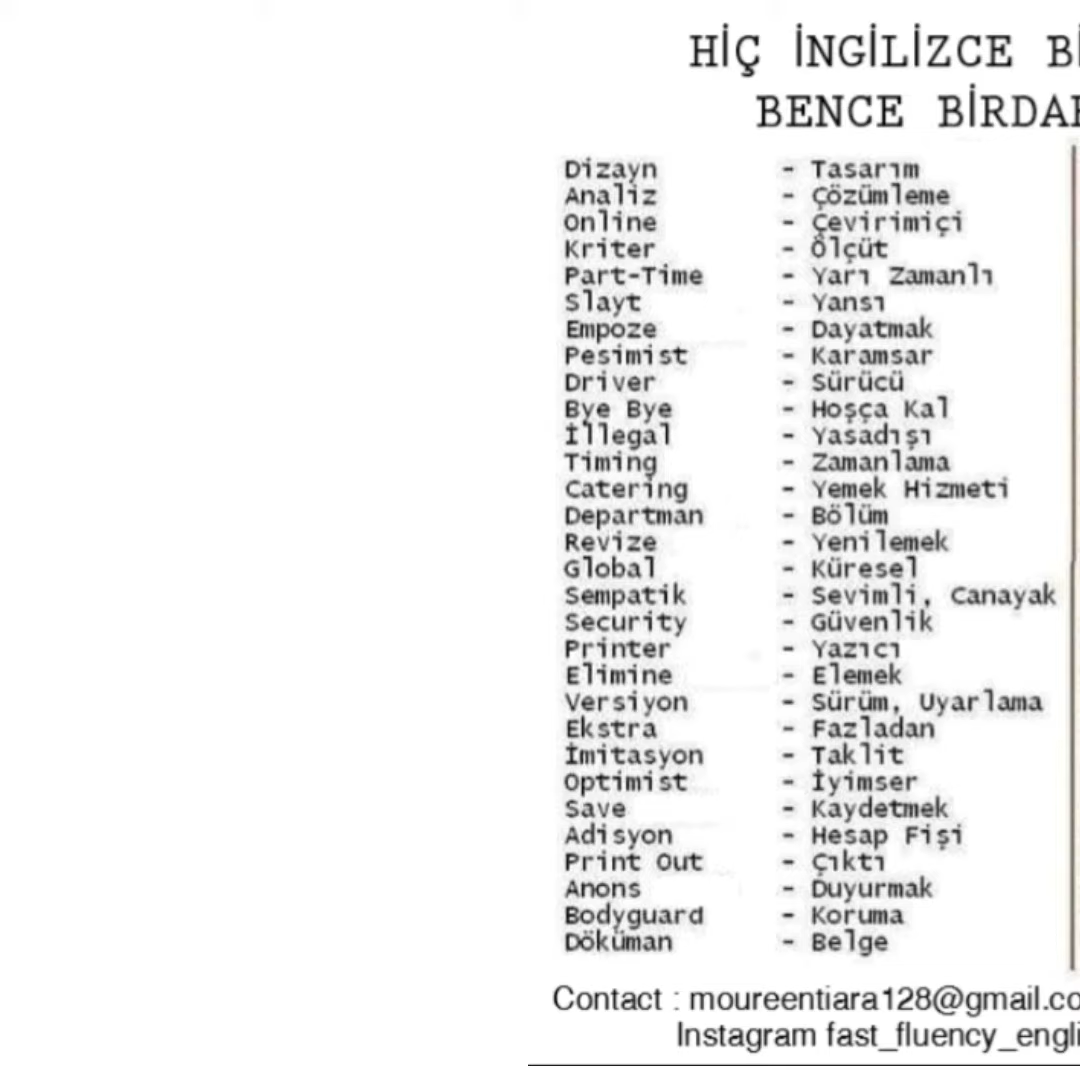 HİÇ İNGİLİZCE Bİ
BENCE BİRDAH
Dizayn - Tasarım
Analiz - Çözümleme
Online - Çevirimiçi
Kriter - Ölçüt
Part-Time - Yarı Zamanlı
Slayt - Yansı
Empoze - Dayatmak
Pesimist - Karamsar
Driver - Sürücü
Bye Bye - Hoşça Kal
İllegal - Yasadışı
Timing - Zamanlama
Catering - Yemek Hizmeti
Departman - Bölüm
Revize - Yenilemek
Global - Küresel
Sempatik - Sevimli, Canayak
Security - Güvenlik
Printer - Yazıcı
Elimine - Elemek
Versiyon - Sürüm, Uyarlama
Ekstra - Fazladan
İmitasyon - Taklit
Optimist - İyimser
Save - Kaydetmek
Adisyon - Hesap Fişi
Print Out - Çıktı
Anons - Duyurmak
Bodyguard - Koruma
Döküman - Belge
Contact : moureentiara128@gmail.co
Instagram fast_fluency_engli